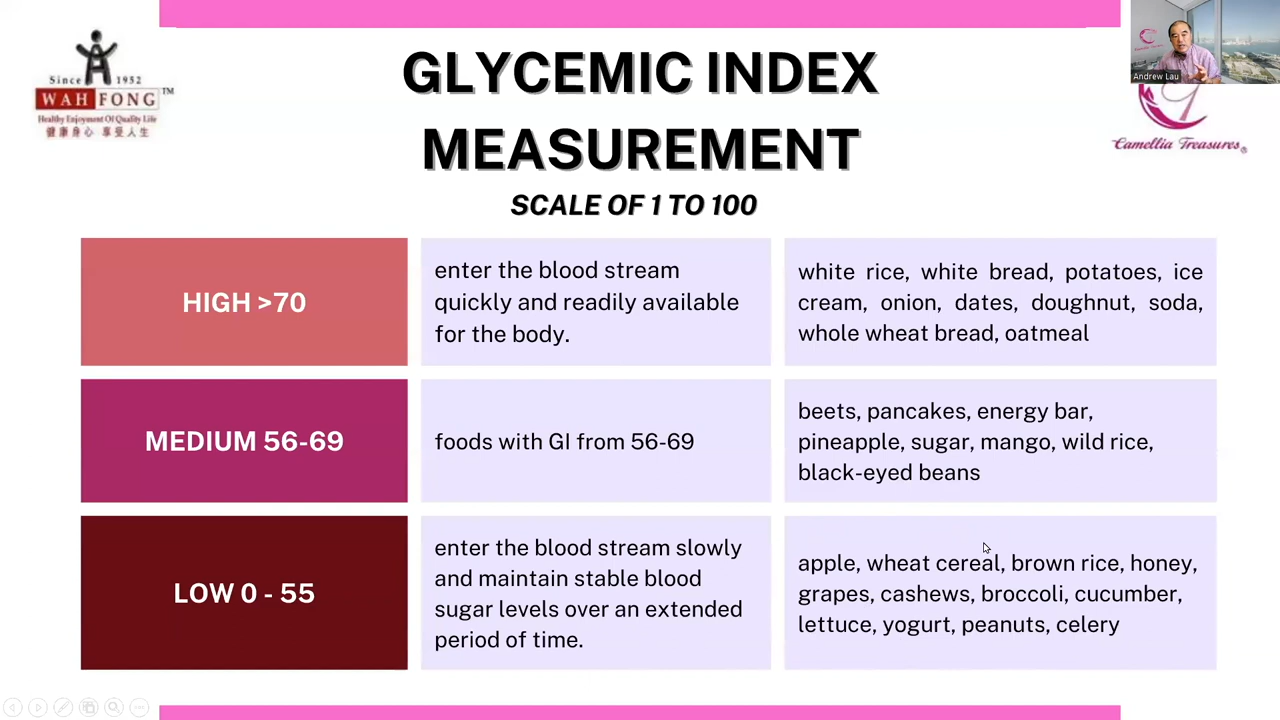 Since 1952
WAH FONG TM
Healthy Enjoyment Of Quality Life
健康身心 享受人生
GLYCEMIC INDEX
MEASUREMENT
SCALE OF 1 TO 100
Andrew Lau
Camellia Treasures®
HIGH >70
enter the blood stream
quickly and readily available
for the body.
white rice, white bread, potatoes, ice
cream, onion, dates, doughnut, soda,
whole wheat bread, oatmeal
MEDIUM 56-69
foods with GI from 56-69
beets, pancakes, energy bar,
pineapple, sugar, mango, wild rice,
black-eyed beans
LOW 0 - 55
enter the blood stream slowly
and maintain stable blood
sugar levels over an extended
period of time.
apple, wheat cereal, brown rice, honey,
grapes, cashews, broccoli, cucumber,
lettuce, yogurt, peanuts, celery